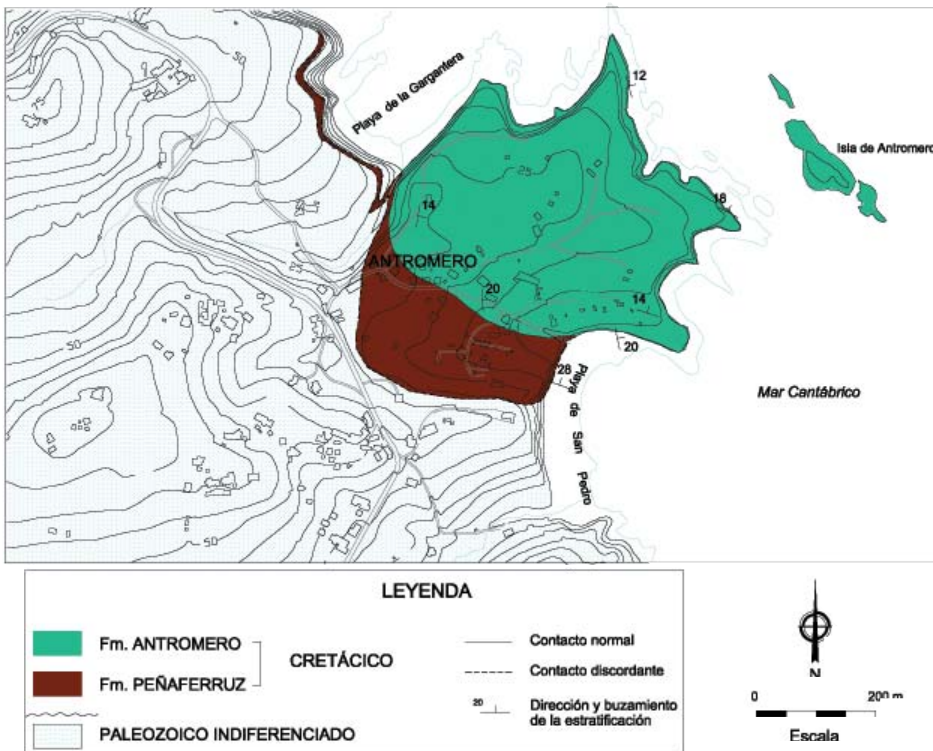 50
75
25
50
50
Playa de la Gargantera
12
Isla de Antromero
25
14
18
ANTROMERO
20
14
20
28
Playa de San Pedro
Mar Cantábrico
LEYENDA
Fm. ANTROMERO
Fm. PEÑAFERRUZ
CRETÁCICO
PALEOZOICO INDIFERENCIADO
Contacto normal
Contacto discordante
20
Dirección y buzamiento
de la estratificación
N
0 200 m
Escala